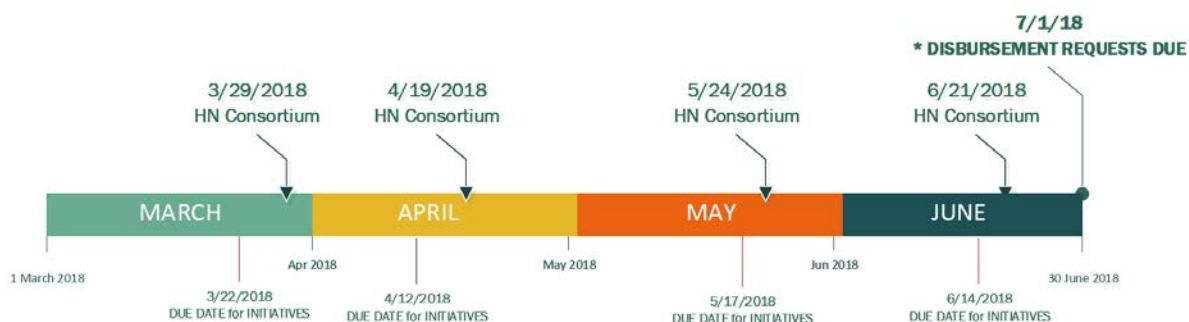 7/1/18
* DISBURSEMENT REQUESTS DUE
3/29/2018
HN Consortium
4/19/2018
HN Consortium
5/24/2018
HN Consortium
6/21/2018
HN Consortium
MARCH
APRIL
MAY
JUNE
1 March 2018
Apr 2018
May 2018
Jun 2018
30 June 2018
3/22/2018
DUE DATE for INITIATIVES
4/12/2018
DUE DATE for INITIATIVES
5/17/2018
DUE DATE for INITIATIVES
6/14/2018
DUE DATE for INITIATIVES